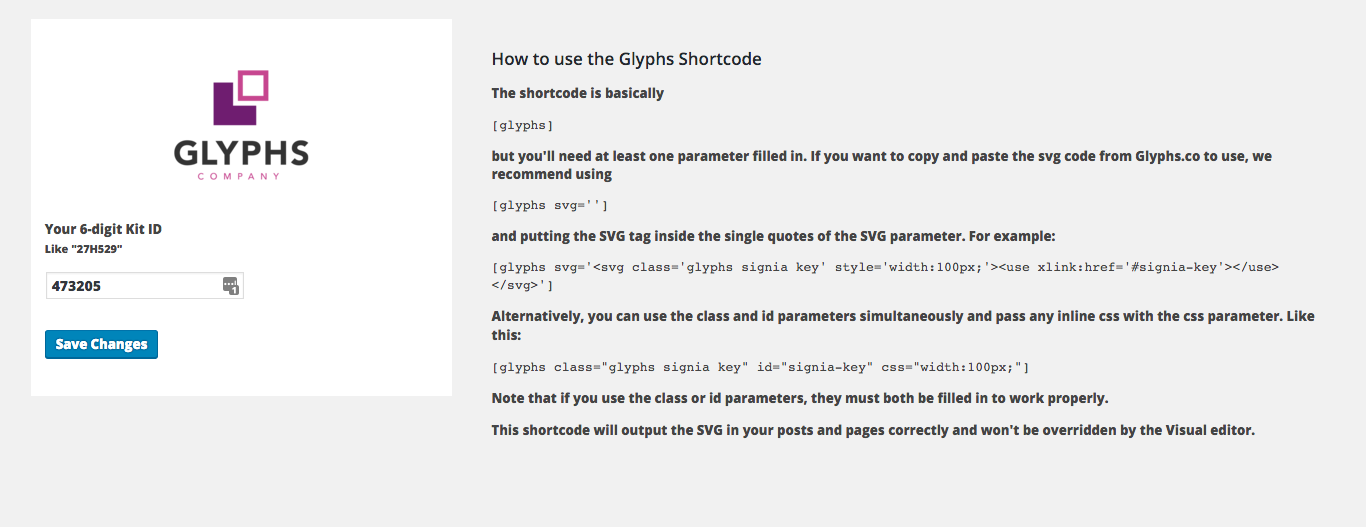 GLYPHS
COMPANY
Your 6-digit Kit ID
Like "27H529"
473205
1
Save Changes
How to use the Glyphs Shortcode
The shortcode is basically
[glyphs]
but you'll need at least one parameter filled in. If you want to copy and paste the svg code from Glyphs.co to use, we
recommend using
[glyphs svg='']
and putting the SVG tag inside the single quotes of the SVG parameter. For example:
[glyphs svg='<svg class='glyphs signia key' style='width:100px;'><use xlink:href='#signia-key'></use>
</svg>']
Alternatively, you can use the class and id parameters simultaneously and pass any inline css with the css parameter. Like
this:
[glyphs class="glyphs signia key" id="signia-key" css="width:100px;"]
Note that if you use the class or id parameters, they must both be filled in to work properly.
This shortcode will output the SVG in your posts and pages correctly and won't be overridden by the Visual editor.